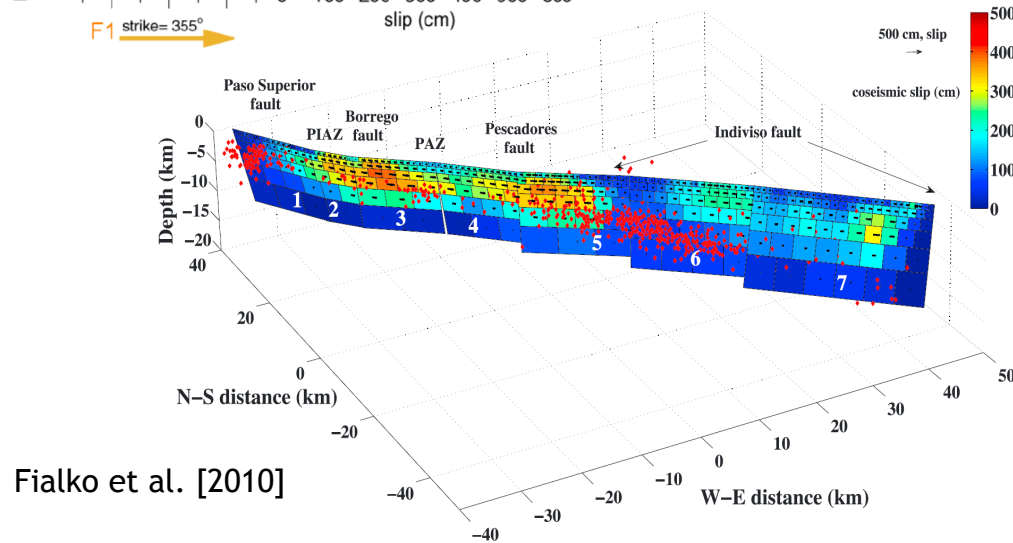 slip (cm)
F1 strike= 355°
500 cm, slip
coseismic slip (cm)
500
400
300
200
100
0
Paso Superior
fault
PIAZ
Borrego
fault
PAZ
Pescadores
fault
Indiviso fault
Depth (km)
0
−5
−10
−15
−20
1
2
3
4
5
6
7
40
20
0
−20
−40
N−S distance (km)
−40
−30
−20
−10
0
10
20
30
40
50
W−E distance (km)
Fialko et al. [2010]